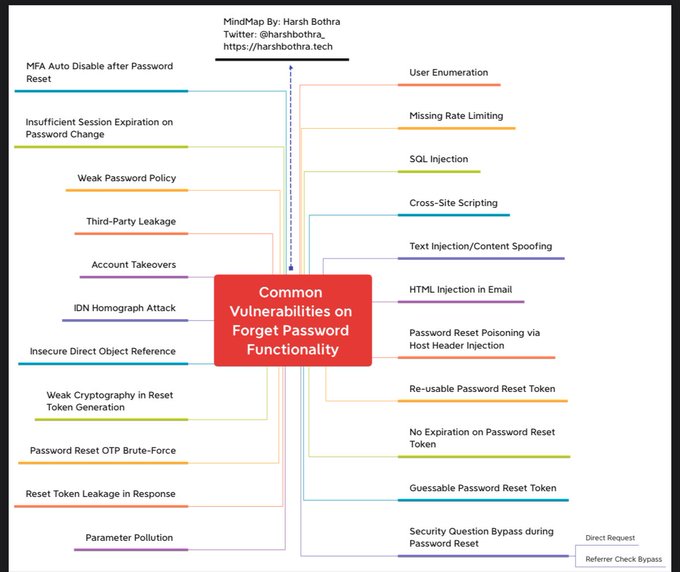 MindMap By: Harsh Bothra
Twitter: @harshbothra_
https://harshbothra.tech
MFA Auto Disable after Password
Reset
Insufficient Session Expiration on
Password Change
Weak Password Policy
Third-Party Leakage
Account Takeovers
IDN Homograph Attack
Insecure Direct Object Reference
Weak Cryptography in Reset
Token Generation
Password Reset OTP Brute-Force
Reset Token Leakage in Response
Parameter Pollution
Common
Vulnerabilities on
Forget Password
Functionality
User Enumeration
Missing Rate Limiting
SQL Injection
Cross-Site Scripting
Text Injection/Content Spoofing
HTML Injection in Email
Password Reset Poisoning via
Host Header Injection
Re-usable Password Reset Token
No Expiration on Password Reset
Token
Guessable Password Reset Token
Security Question Bypass during
Password Reset
Direct Request
Referrer Check Bypass